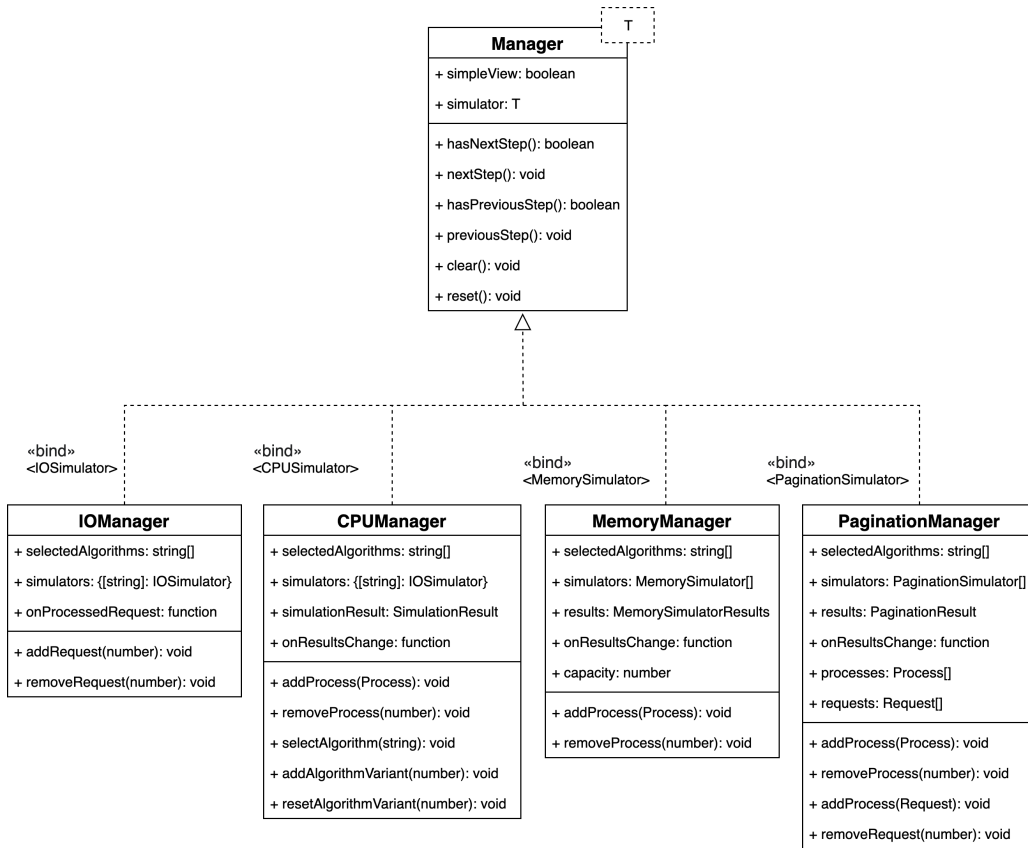 T
Manager
+ simpleView: boolean
+ simulator: T
+ hasNextStep(): boolean
+ nextStep(): void
+ hasPreviousStep(): boolean
+ previousStep(): void
+ clear(): void
+ reset(): void
«bind»
<IOSimulator>
«bind»
<CPUSimulator>
«bind»
<MemorySimulator>
«bind»
<PaginationSimulator>
IOManager
+ selectedAlgorithms: string[]
+ simulators: {[string]: IOSimulator}
+ onProcessedRequest: function
+ addRequest(number): void
+ removeRequest(number): void
CPUManager
+ selectedAlgorithms: string[]
+ simulators: {[string]: IOSimulator}
+ simulationResult: SimulationResult
+ onResultsChange: function
+ addProcess(Process): void
+ removeProcess(number): void
+ selectAlgorithm(string): void
+ addAlgorithmVariant(number): void
+ resetAlgorithmVariant(number): void
MemoryManager
+ selectedAlgorithms: string[]
+ simulators: MemorySimulator[]
+ results: MemorySimulatorResults
+ onResultsChange: function
+ capacity: number
+ addProcess(Process): void
+ removeProcess(number): void
PaginationManager
+ selectedAlgorithms: string[]
+ simulators: PaginationSimulator[]
+ results: PaginationResult
+ onResultsChange: function
+ processes: Process[]
+ requests: Request[]
+ addProcess(Process): void
+ removeProcess(number): void
+ addProcess(Request): void
+ removeRequest(number): void